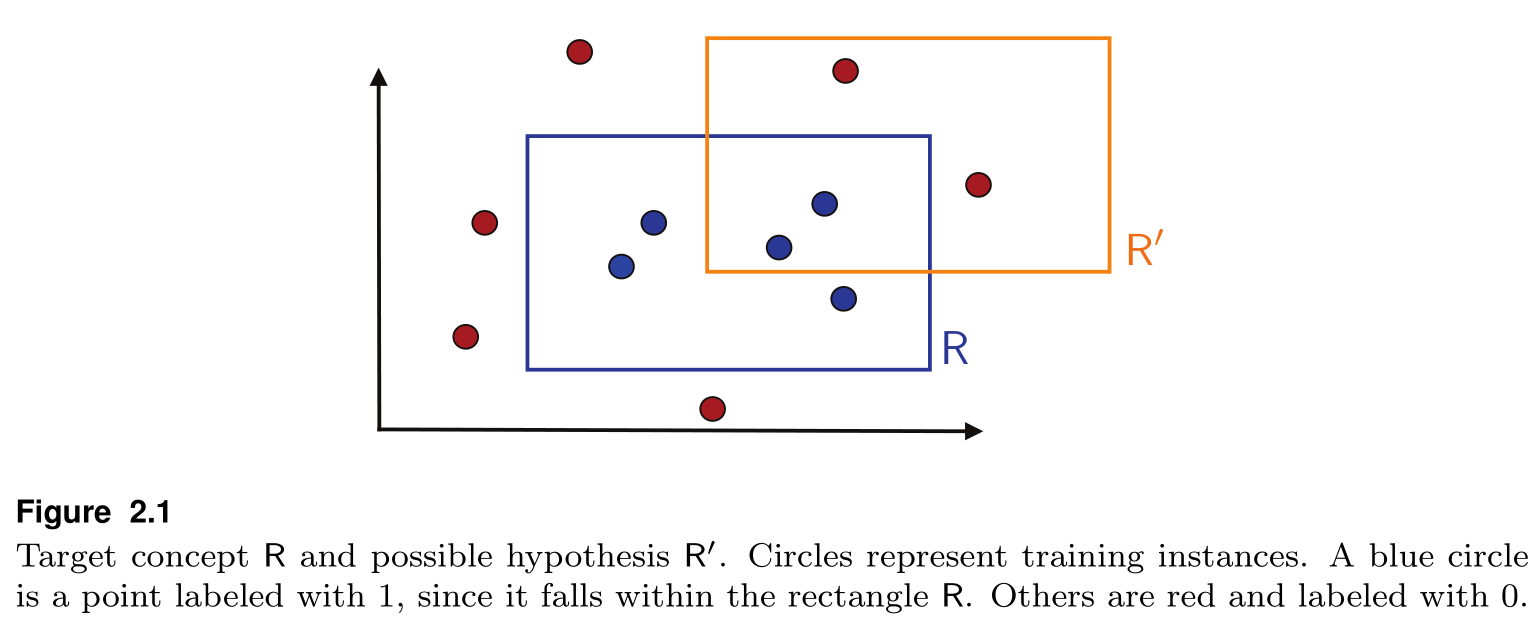 R′
R
Figure 2.1
Target concept R and possible hypothesis R′. Circles represent training instances. A blue circle
is a point labeled with 1, since it falls within the rectangle R. Others are red and labeled with 0.